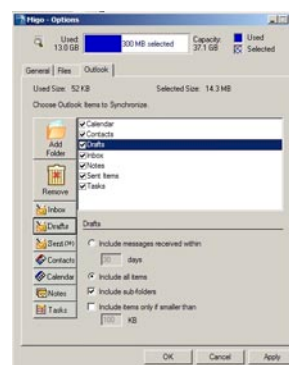 Migo - Options
Used
13.0 GB
300 MB selected
Capacity:
37.1 GB
Used
Selected
General
Files
Outlook
Used Size: 52 KB
Selected Size: 14.3 MB
Choose Outlook Items to Synchronize.
Add
Folder
Remove
Calendar
Contacts
Drafts
Inbox
Notes
Sent Items
Tasks
Inbox
Drafts
Contacts
Calendar
Notes
Tasks
Drafts
Include messages received within
30 days
Include all items
Include sub-folders
Include items only if smaller than
100 KB
OK
Cancel
Apply